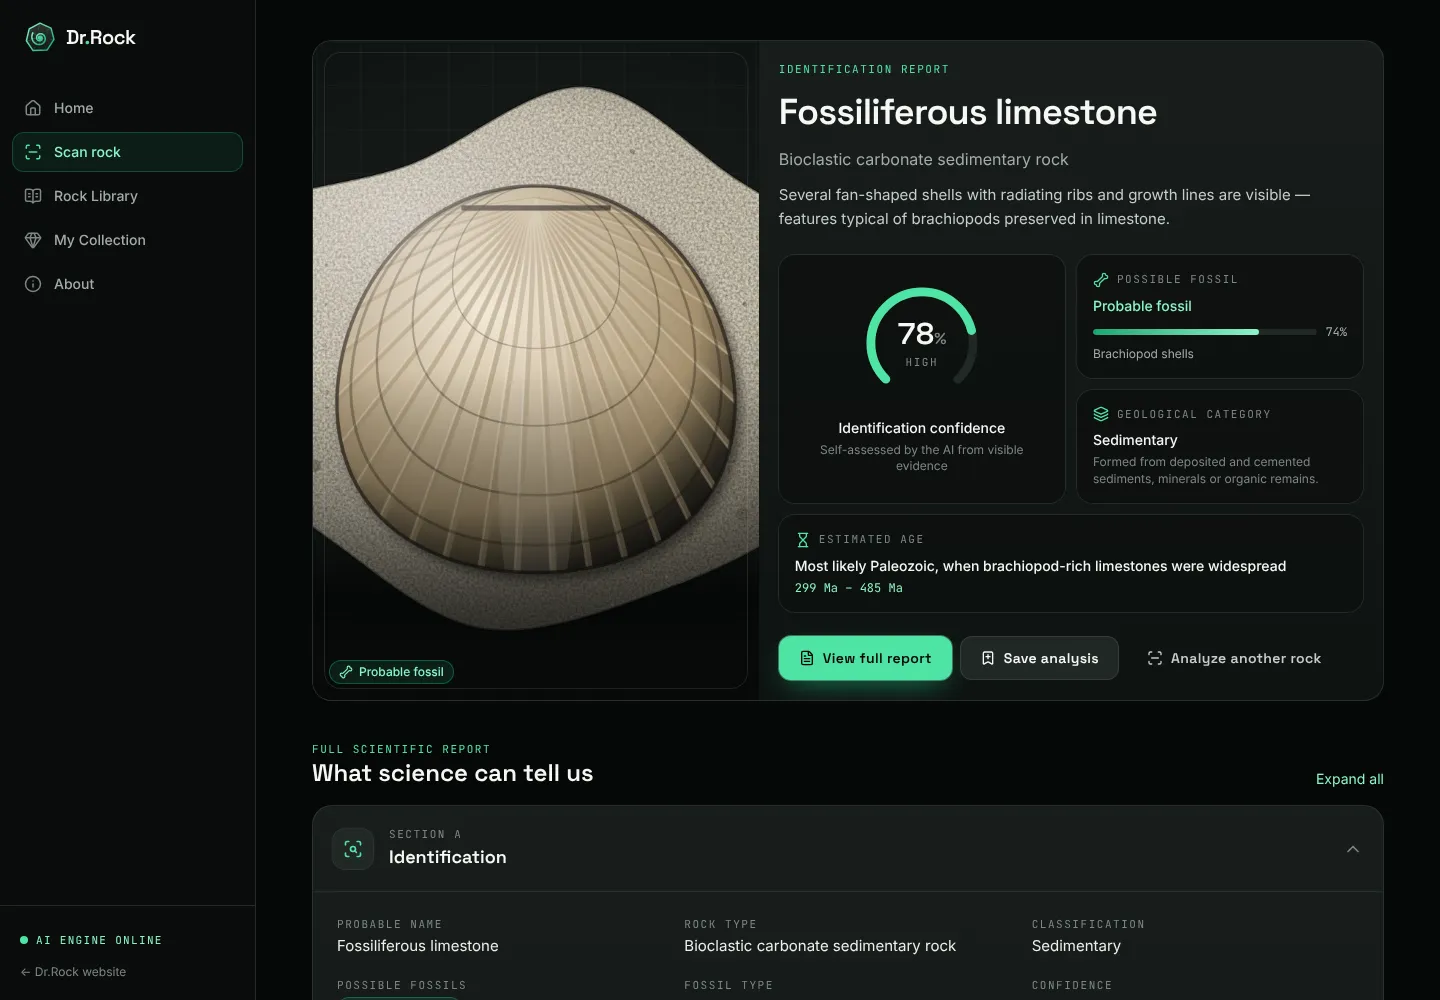 Dr.Rock
Home
Scan rock
Rock Library
My Collection
About
AI ENGINE ONLINE
← Dr.Rock website
Probable fossil
IDENTIFICATION REPORT
Fossiliferous limestone
Bioclastic carbonate sedimentary rock
Several fan-shaped shells with radiating ribs and growth lines are visible —
features typical of brachiopods preserved in limestone.
78%
HIGH
Identification confidence
Self-assessed by the AI from visible
evidence
POSSIBLE FOSSIL
Probable fossil
74%
Brachiopod shells
GEOLOGICAL CATEGORY
Sedimentary
Formed from deposited and cemented
sediments, minerals or organic remains.
ESTIMATED AGE
Most likely Paleozoic, when brachiopod-rich limestones were widespread
299 Ma – 485 Ma
View full report
Save analysis
Analyze another rock
FULL SCIENTIFIC REPORT
What science can tell us
Expand all
SECTION A
Identification
PROBABLE NAME
Fossiliferous limestone
ROCK TYPE
Bioclastic carbonate sedimentary rock
CLASSIFICATION
Sedimentary
POSSIBLE FOSSILS
FOSSIL TYPE
CONFIDENCE